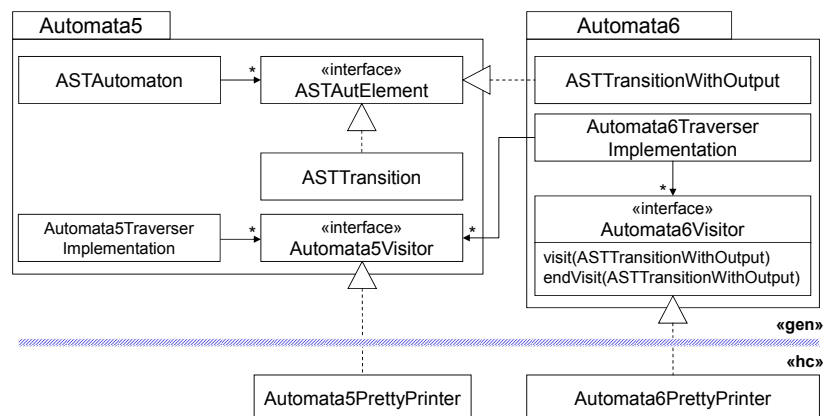 Automata5
Automata6
ASTAutomaton
*
«interface»
ASTAutElement
ASTTransitionWithOutput
Automata6Traverser
Implementation
ASTTransition
*
«interface»
Automata6Visitor
Automata5Traverser
Implementation
*
«interface»
Automata5Visitor
*
visit(ASTTransitionWithOutput)
endVisit(ASTTransitionWithOutput)
«gen»
«hc»
Automata5PrettyPrinter
Automata6PrettyPrinter